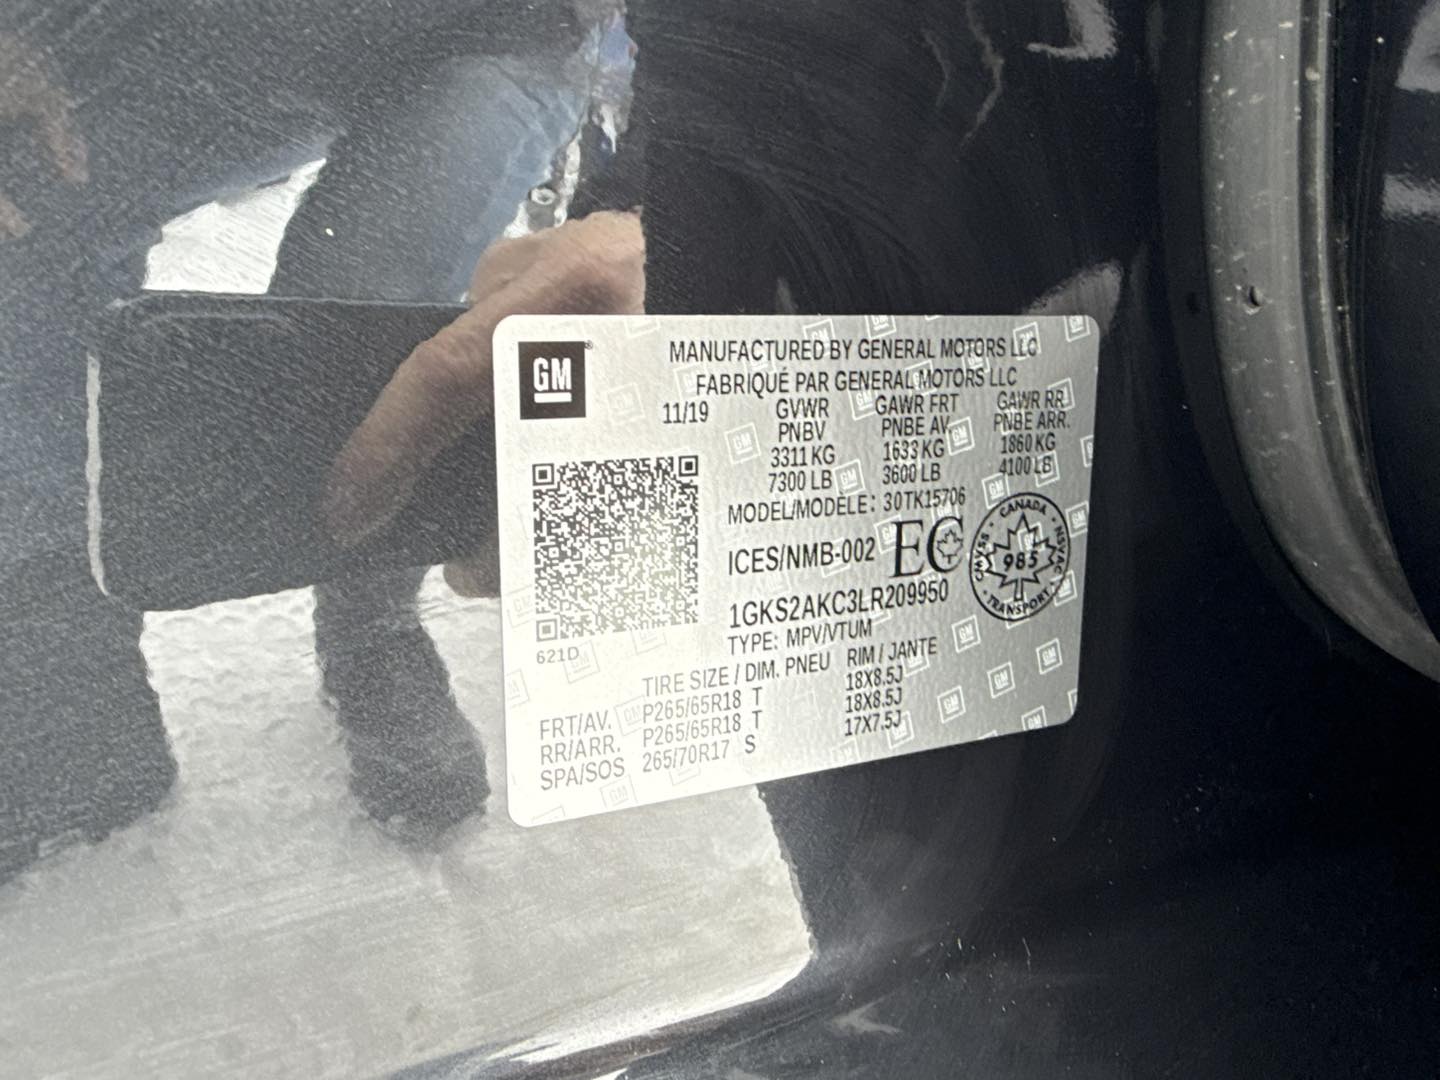 GM
MANUFACTURED BY GENERAL MOTORS LLC
FABRIQUÉ PAR GENERAL MOTORS LLC
11/19 GVWR GAWR FRT GAWR RR
PNBV PNBE AV. PNBE ARR.
3311 KG 1633 KG 1860 KG
7300 LB 3600 LB 4100 LB
MODEL/MODÈLE: 30TK15706
ICES/NMB-002 EC
CANADA
CMVSS 985 NSVAC
TRANSPORT
1GKS2AKC3LR209950
TYPE: MPV/VTUM
621D
TIRE SIZE / DIM. PNEU RIM / JANTE
FRT/AV. P265/65R18 T 18X8.5J
RR/ARR. P265/65R18 T 18X8.5J
SPA/SOS 265/70R17 S 17X7.5J